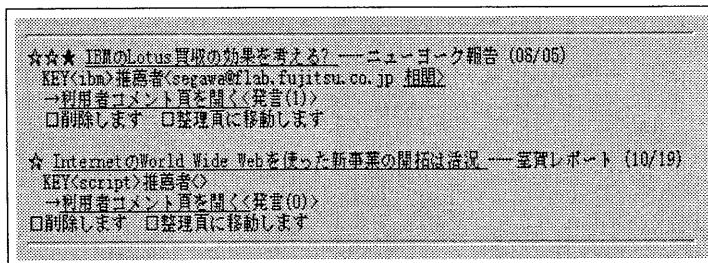 ☆☆★ IBMのLotus買収の効果を考える? ---ニューヨーク報告 (08/05)
KEY<ibm>推薦者<segawa@flab.fujitsu.co.jp 相関>
→利用者コメント頁を開く<発言(1)>
□削除します □整理頁に移動します
☆ InternetのWorld Wide Webを使った新事業の開拓は活況 ---室賀レポート (10/19)
KEY<script>推薦者<>
→利用者コメント頁を開く<発言(0)>
□削除します □整理頁に移動します